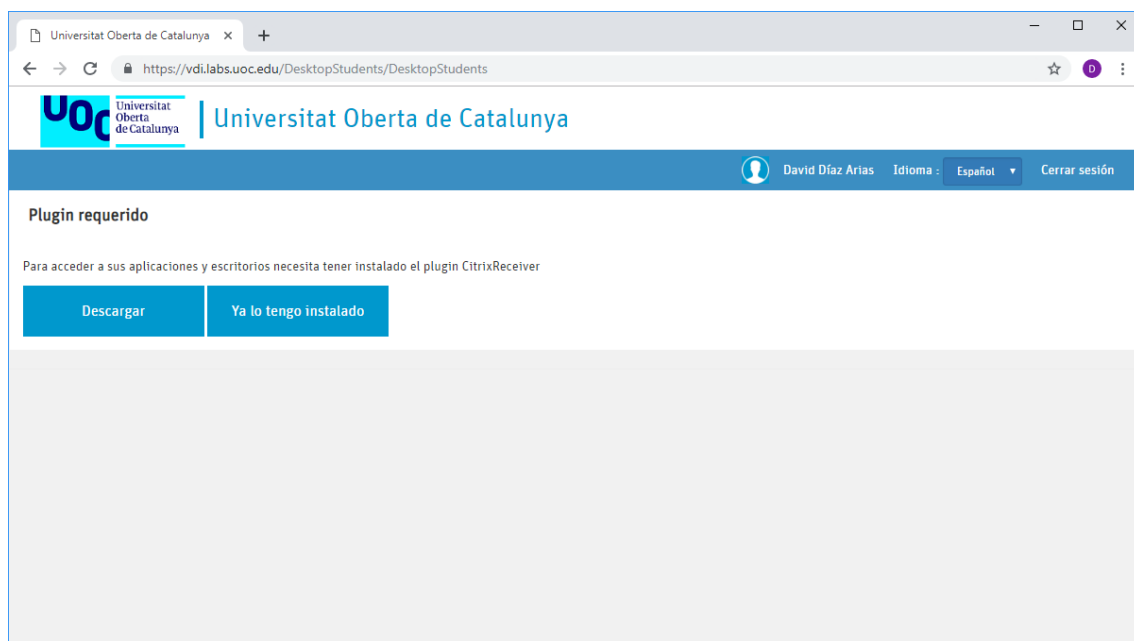 Universitat Oberta de Catalunya
https://vdi.labs.uoc.edu/DesktopStudents/DesktopStudents
D
UOC
Universitat
Oberta
de Catalunya
Universitat Oberta de Catalunya
David Díaz Arias Idioma : Español Cerrar sesión
Plugin requerido
Para acceder a sus aplicaciones y escritorios necesita tener instalado el plugin CitrixReceiver
Descargar Ya lo tengo instalado